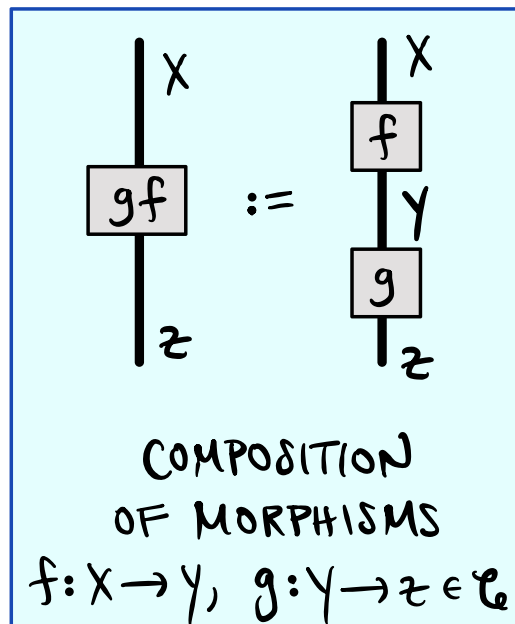 X X
f
gf := Y
g
Z Z
COMPOSITION
OF MORPHISMS
f: X → Y, g: Y → Z ∈ 𝒞